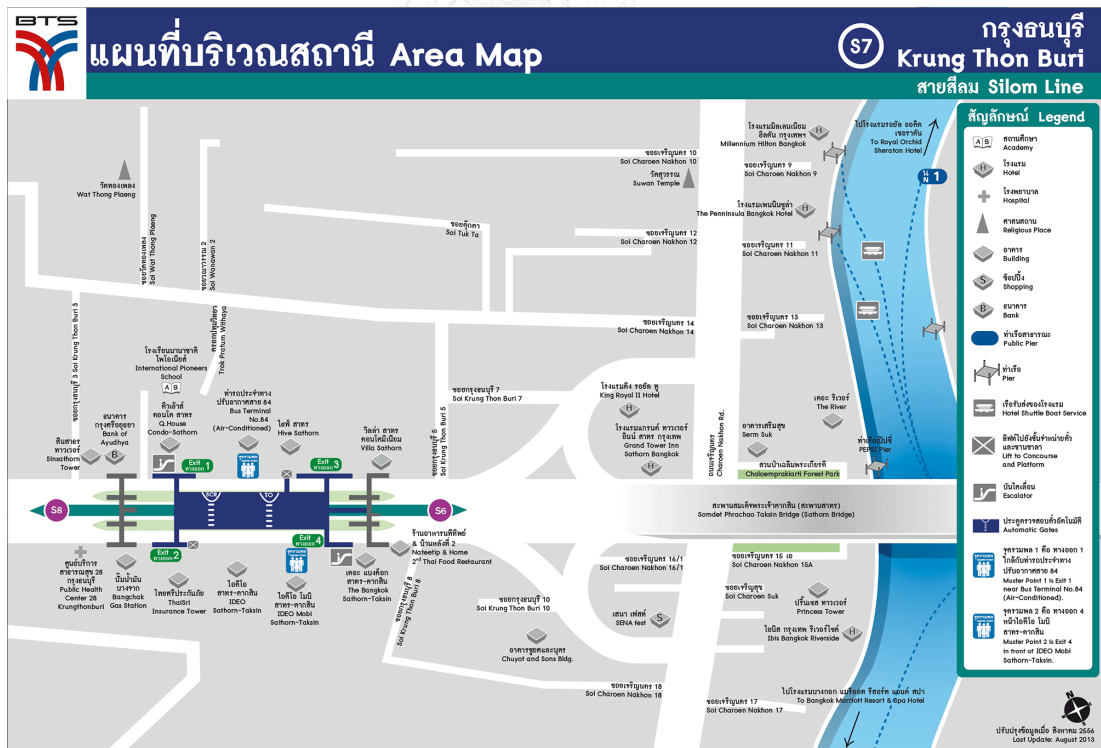 BTS
แผนที่บริเวณสถานี Area Map
S7
กรุงธนบุรี
Krung Thon Buri
สายสีลม Silom Line
สัญลักษณ์ Legend
A B
สถานศึกษา
Academy
H
โรงแรม
Hotel
โรงพยาบาล
Hospital
ศาสนสถาน
Religious Place
อาคาร
Building
S
ช้อปปิ้ง
Shopping
B
ธนาคาร
Bank
ท่าเรือสาธารณะ
Public Pier
ท่าเรือ
Pier
เรือรับส่งของโรงแรม
Hotel Shuttle Boat Service
ลิฟท์ไปยังชั้นจำหน่ายตั๋ว
และชานชาลา
Lift to Concourse
and Platform
บันไดเลื่อน
Escalator
ประตูตรวจสอบตั๋วอัตโนมัติ
Automatic Gates
จุดรวมพล 1 คือ ทางออก 1
ใกล้กับท่ารถประจำทาง
ปรับอากาศสาย 84
Muster Point 1 is Exit 1
near Bus Terminal No.84
(Air-Conditioned).
จุดรวมพล 2 คือ ทางออก 4
หน้าไอดีโอ โมบิ
สาทร-ตากสิน
Muster Point 2 is Exit 4
in front of IDEO Mobi
Sathorn-Taksin.
วัดทองเพลง
Wat Thong Plaeng
ซอยวัดทองเพลง
Soi Wat Thong Plaeng
ซอยวณาวรรณ 2
Soi Wanawan 2
ตรอกปทุมวิทยา
Trok Pratum Withaya
ซอยกรุงธนบุรี 3 Soi Krung Thon Buri 3
ซอยตุ๊กตา
Soi Tuk Ta
ซอยเจริญนคร 10
Soi Charoen Nakhon 10
วัดสุวรรณ
Suwan Temple
ซอยเจริญนคร 12
Soi Charoen Nakhon 12
ซอยเจริญนคร 14
Soi Charoen Nakhon 14
โรงแรมมิลเลนเนียม
ฮิลตัน กรุงเทพฯ
Millennium Hilton Bangkok
H
ซอยเจริญนคร 9
Soi Charoen Nakhon 9
โรงแรมเพนนินซูล่า
The Penninsula Bangkok Hotel
H
ซอยเจริญนคร 11
Soi Charoen Nakhon 11
ซอยเจริญนคร 13
Soi Charoen Nakhon 13
ไปโรงแรมรอยัล ออคิด
เชอราตัน
To Royal Orchid
Sheraton Hotel
น
N 1
โรงเรียนนานาชาติ
ไพโอเนียส์
International Pioneers
School
A B
คิวเฮ้าส์
คอนโด สาทร
Q.House
Condo-Sathorn
ท่ารถประจำทาง
ปรับอากาศสาย 84
Bus Terminal
No.84
(Air-Conditioned)
ไฮฟ์ สาทร
Hive Sathorn
วิลล่า สาทร
คอนโดมิเนียม
Villa Sathorn
ซอยกรุงธนบุรี 5
Soi Krung Thon Buri 5
ซอยกรุงธนบุรี 7
Soi Krung Thon Buri 7
สินสาธร
ทาวเวอร์
Sinsathorn
Tower
ธนาคาร
กรุงศรีอยุธยา
Bank of
Ayudhya
B
โรงแรมคิง รอยัล ทู
King Royal II Hotel
H
โรงแรมแกรนด์ ทาวเวอร์
อินน์ สาทร กรุงเทพ
Grand Tower Inn
Sathorn Bangkok
H
ถนนเจริญนคร
Charoen Nakhon Rd.
อาคารเสริมสุข
Serm Suk
เดอะ ริเวอร์
The River
ท่าเรือเป๊ปซี่
PEPSI Pier
สวนป่าเฉลิมพระเกียรติ
Chaloemprakiarti Forest Park
สะพานสมเด็จพระเจ้าตากสิน (สะพานสาทร)
Somdet Phrachao Taksin Bridge (Sathorn Bridge)
Exit
ทางออก 1
Exit
ทางออก 3
จุดรวมพล
SCB
TO
S8
S6
Exit
ทางออก 2
Exit
ทางออก 4
จุดรวมพล
ศูนย์บริการ
สาธารณสุข 28
กรุงธนบุรี
Public Health
Center 28
Krungthonburi
ปั๊มน้ำมัน
บางจาก
Bangchak
Gas Station
ไทยศรีประกันภัย
ThaiSri
Insurance Tower
ไอดีโอ
สาทร-ตากสิน
IDEO
Sathorn-Taksin
ไอดีโอ โมบิ
สาทร-ตากสิน
IDEO Mobi
Sathorn-Taksin
เดอะ แบงค็อก
สาทร-ตากสิน
The Bangkok
Sathorn-Taksin
ร้านอาหารนทีทิพย์
& บ้านหลังที่ 2
Nateetip & Home
2nd Thai Food Restaurant
ซอยกรุงธนบุรี 8
Soi Krung Thon Buri 8
ซอยกรุงธนบุรี 10
Soi Krung Thon Buri 10
อาคารชูยศและบุตร
Chuyot and Sons Bldg.
ซอยเจริญนคร 16/1
Soi Charoen Nakhon 16/1
เสนา เฟสท์
SENA fest
S
ซอยเจริญนคร 18
Soi Charoen Nakhon 18
ซอยเจริญนคร 15 เอ
Soi Charoen Nakhon 15A
ซอยเจริญสุข
Soi Charoen Suk
ปริ๊นเซส ทาวเวอร์
Princess Tower
ไอบิส กรุงเทพ ริเวอร์ไซด์
Ibis Bangkok Riverside
H
ซอยเจริญนคร 17
Soi Charoen Nakhon 17
ไปโรงแรมบางกอก แมริออท รีสอร์ท แอนด์ สปา
To Bangkok Marriott Resort & Spa Hotel
N
ปรับปรุงข้อมูลเมื่อ สิงหาคม 2556
Last Update: August 2013